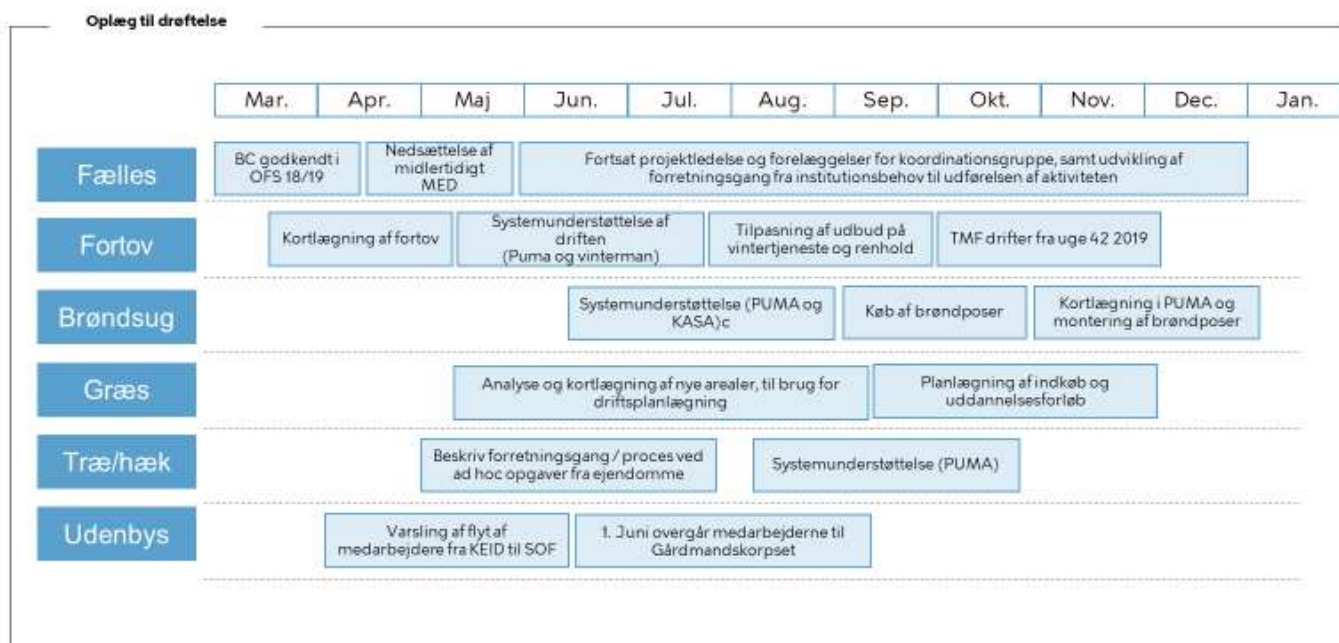 Oplæg til drøftelse
Mar. Apr. Maj Jun. Jul. Aug. Sep. Okt. Nov. Dec. Jan.
Fælles
BC godkendt i
OFS 18/19
Nedsættelse af
midlertidigt
MED
Fortsat projektledelse og forelæggelser for koordinationsgruppe, samt udvikling af
forretningsgang fra institutionsbehov til udførelsen af aktiviteten
Fortov
Kortlægning af fortov
Systemunderstøttelse af
driften
(Puma og vinterman)
Tilpasning af udbud på
vintertjeneste og renhold
TMF drifter fra uge 42 2019
Brøndsug
Systemunderstøttelse (PUMA og
KASA)c
Køb af brøndposer
Kortlægning i PUMA og
montering af brøndposer
Græs
Analyse og kortlægning af nye arealer, til brug for
driftsplanlægning
Planlægning af indkøb og
uddannelsesforløb
Træ/hæk
Beskriv forretningsgang / proces ved
ad hoc opgaver fra ejendomme
Systemunderstøttelse (PUMA)
Udenbys
Varsling af flyt af
medarbejdere fra KEID til SOF
1. Juni overgår medarbejderne til
Gårdmandskorpset